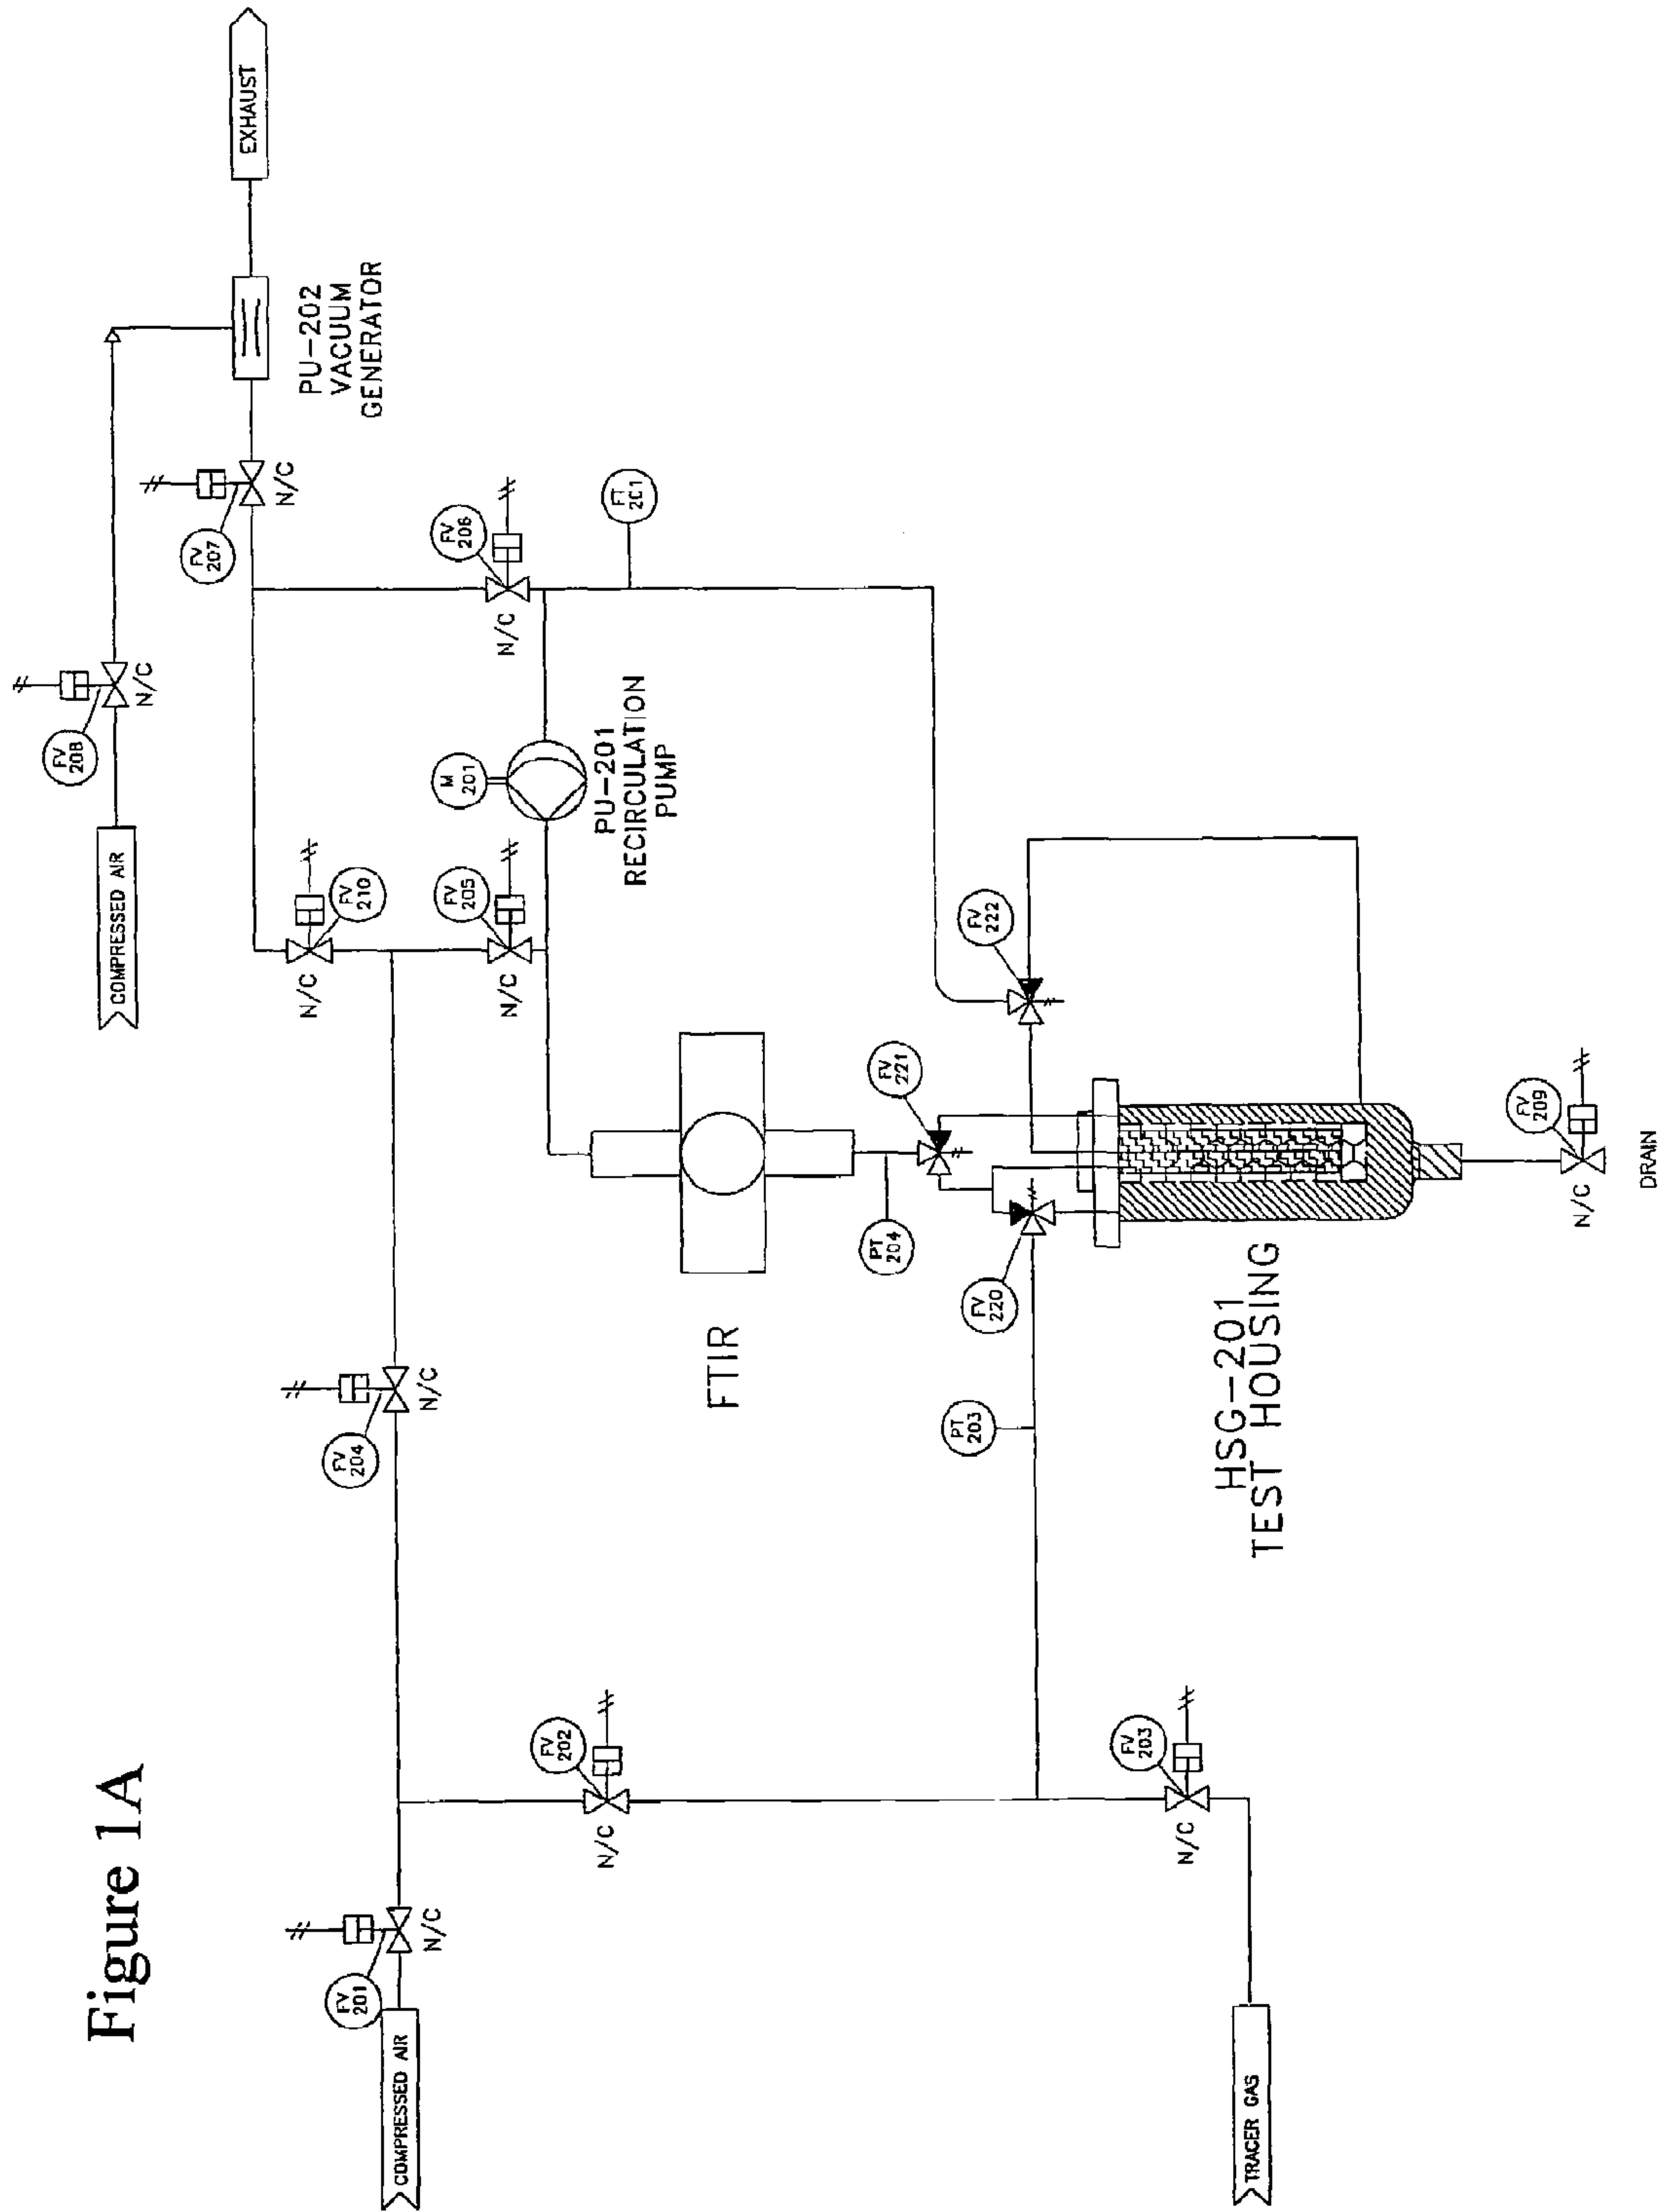 Figure 1A
COMPRESSED AIR
FV
208
N/C
FV
207
N/C
PU-202
VACUUM
GENERATOR
EXHAUST
COMPRESSED AIR
FV
201
N/C
FV
204
N/C
FV
210
N/C
FV
205
N/C
M
201
PU-201
RECIRCULATION
PUMP
FV
206
N/C
FT
201
FV
202
N/C
FTIR
PT
204
FV
221
FV
222
PT
203
FV
220
TRACER GAS
FV
203
N/C
HSG-201
TEST HOUSING
FV
209
N/C
DRAIN